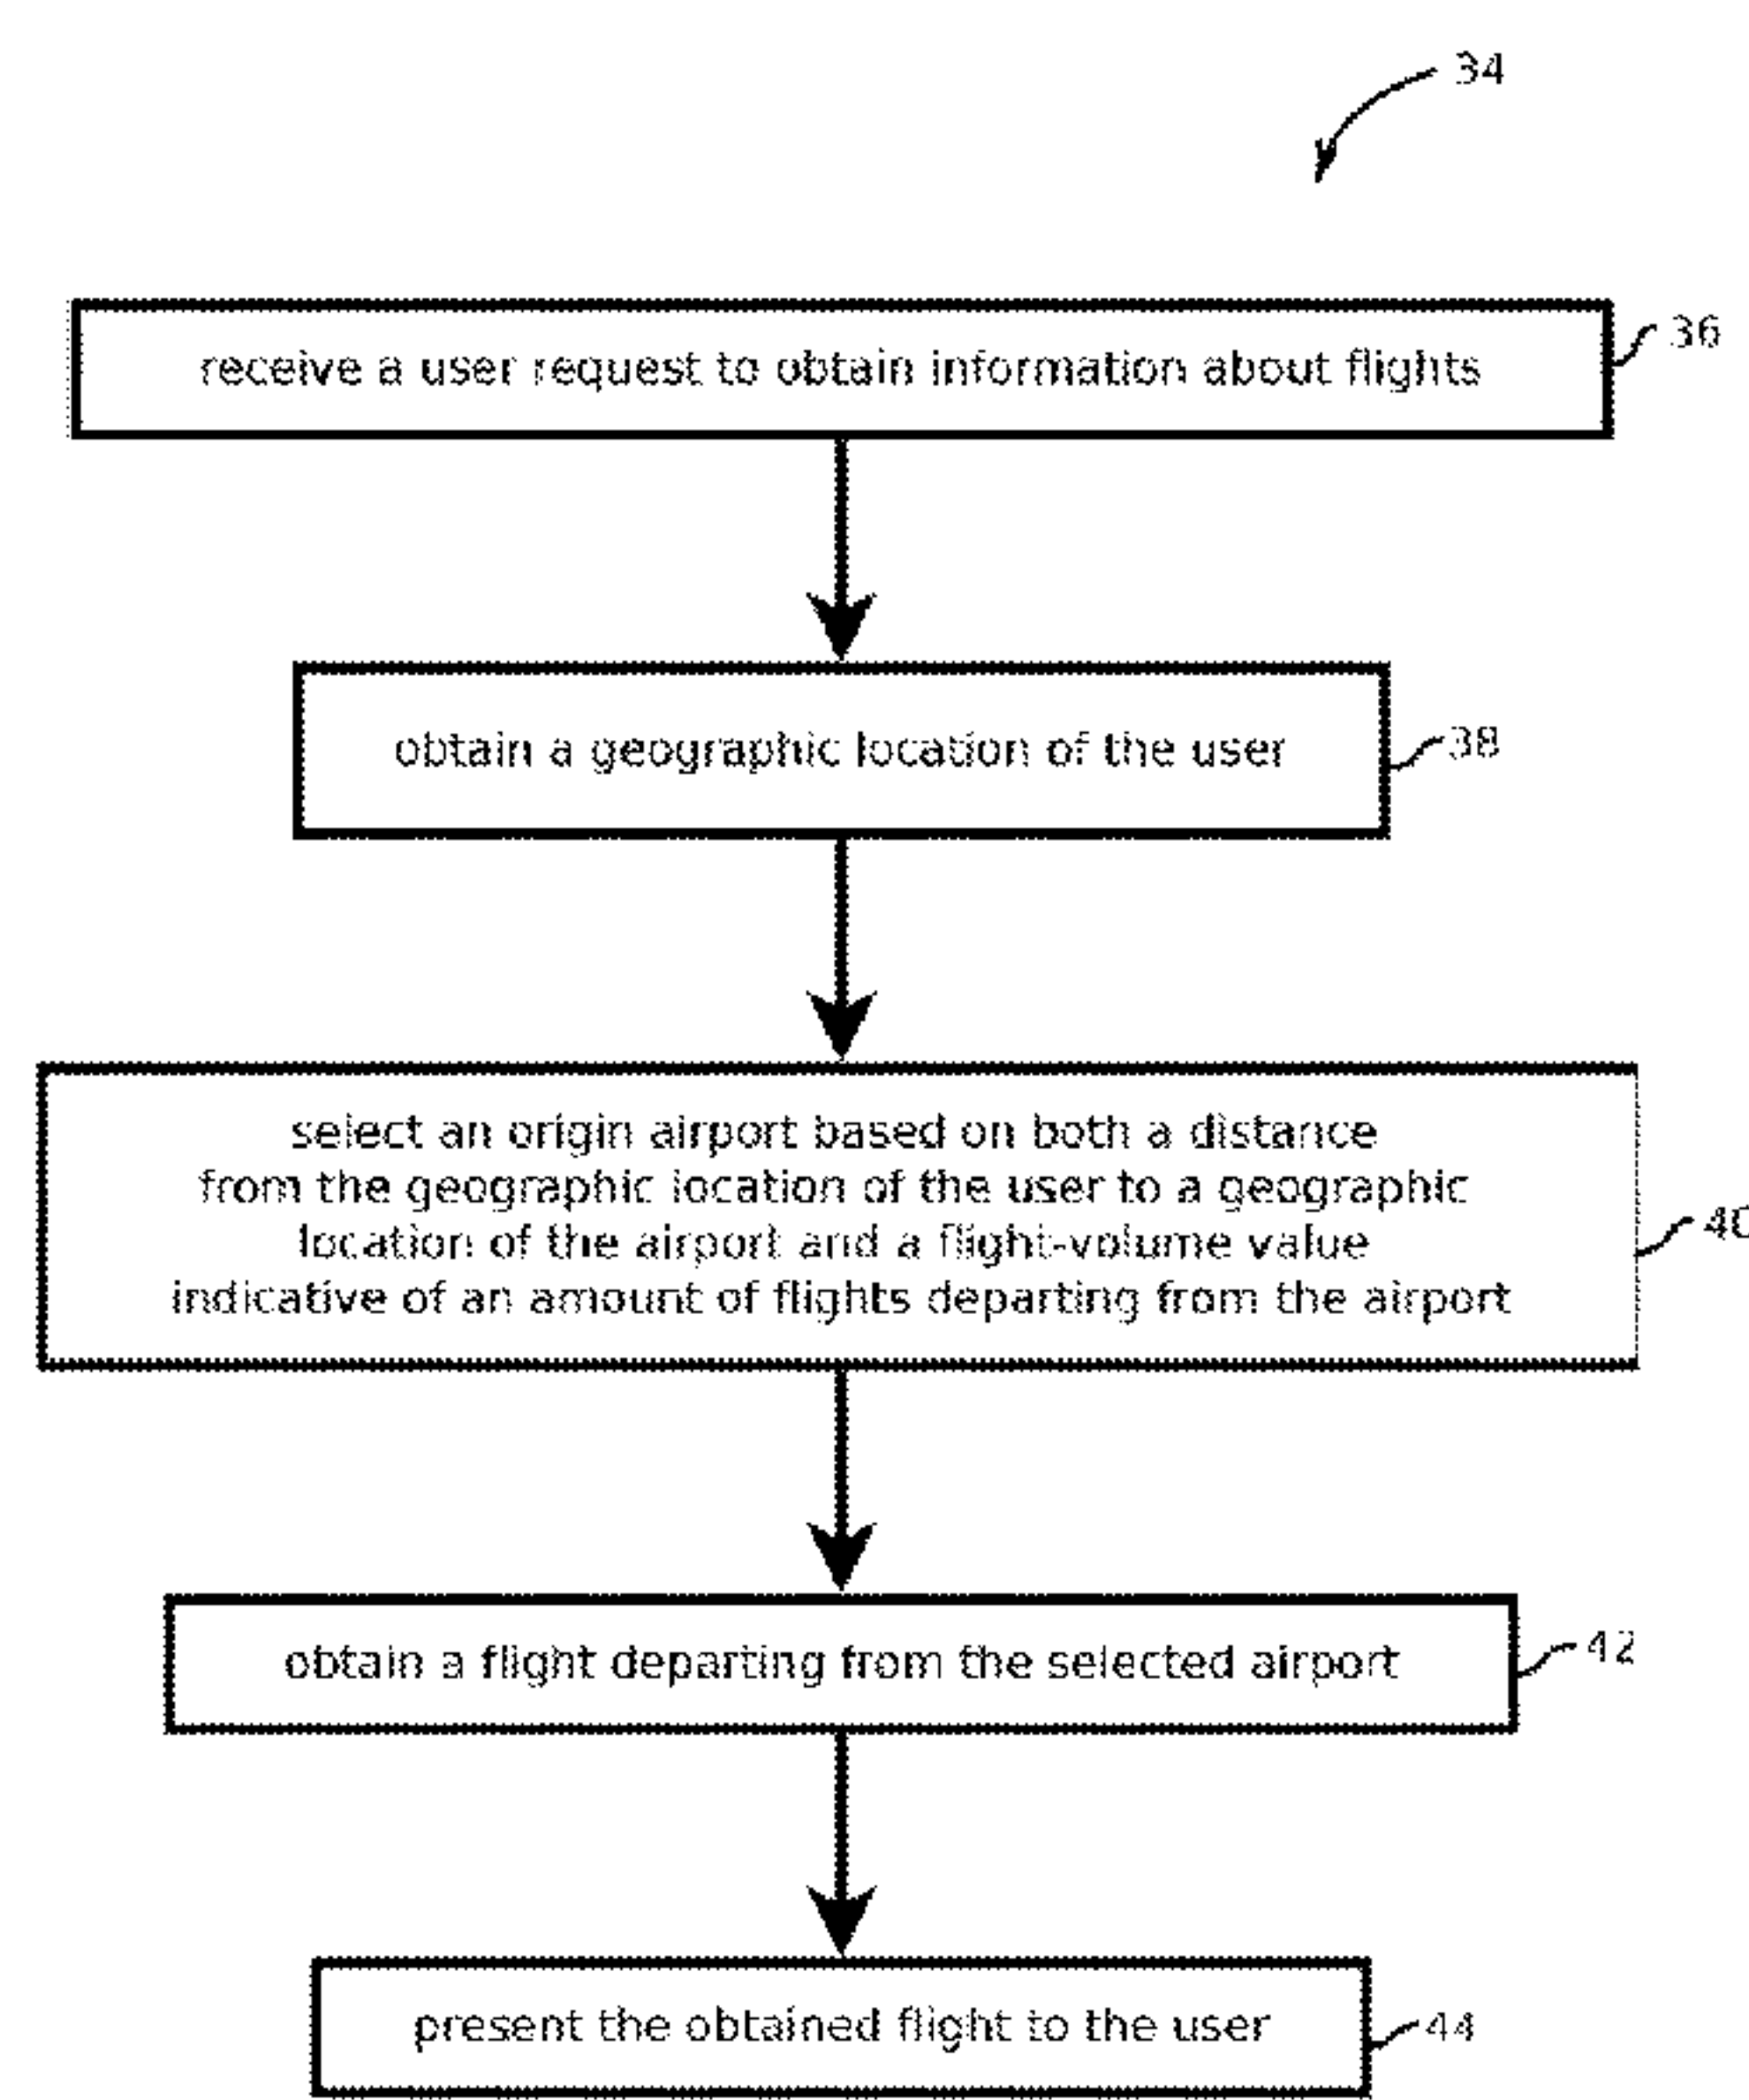 34
receive a user request to obtain information about flights
36
obtain a geographic location of the user
38
select an origin airport based on both a distance
from the geographic location of the user to a geographic
location of the airport and a flight-volume value
indicative of an amount of flights departing from the airport
40
obtain a flight departing from the selected airport
42
present the obtained flight to the user
44